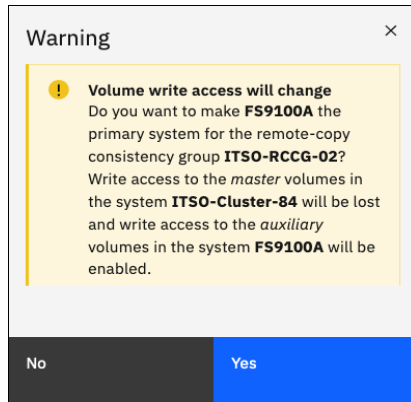 Warning
Volume write access will change
Do you want to make FS9100A the
primary system for the remote-copy
consistency group ITSO-RCCG-02?
Write access to the master volumes in
the system ITSO-Cluster-84 will be lost
and write access to the auxiliary
volumes in the system FS9100A will be
enabled.
No
Yes